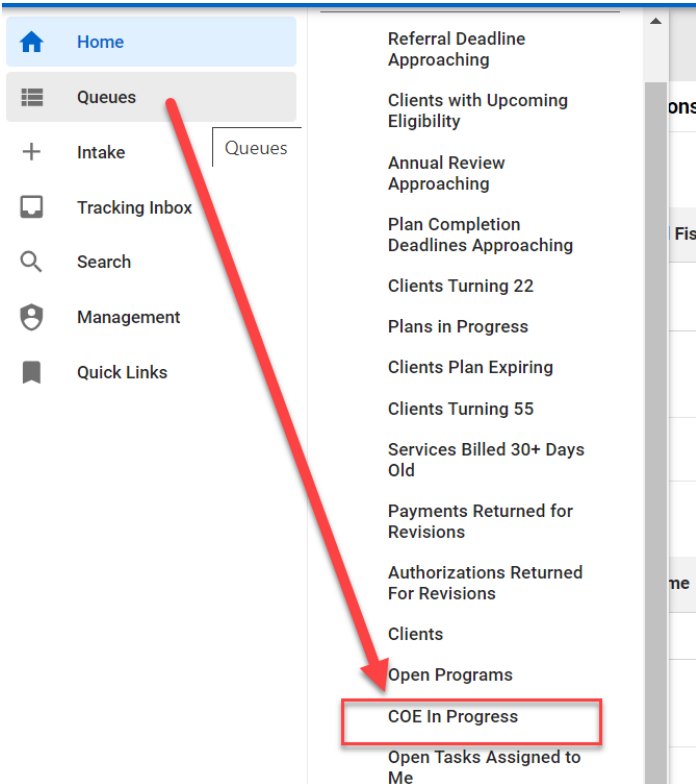 Home
Queues
Intake
Queues
Tracking Inbox
Search
Management
Quick Links
Referral Deadline
Approaching
Clients with Upcoming
Eligibility
Annual Review
Approaching
Plan Completion
Deadlines Approaching
Clients Turning 22
Plans in Progress
Clients Plan Expiring
Clients Turning 55
Services Billed 30+ Days
Old
Payments Returned for
Revisions
Authorizations Returned
For Revisions
Clients
Open Programs
COE In Progress
Open Tasks Assigned to
Me